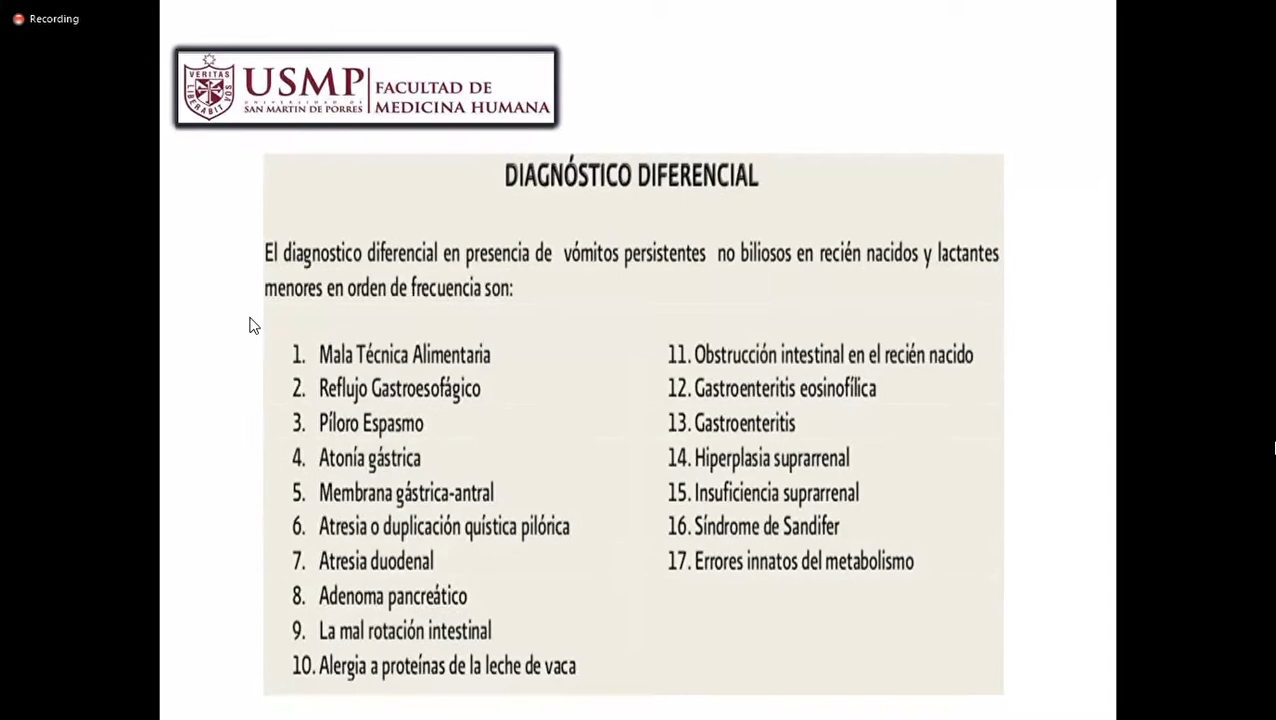 Recording
USMP
UNIVERSIDAD DE
SAN MARTIN DE PORRES
FACULTAD DE
MEDICINA HUMANA
VERITAS
LIBERABIT VOS
DIAGNÓSTICO DIFERENCIAL
El diagnostico diferencial en presencia de vómitos persistentes no biliosos en recién nacidos y lactantes
menores en orden de frecuencia son:
1. Mala Técnica Alimentaria
2. Reflujo Gastroesofágico
3. Píloro Espasmo
4. Atonía gástrica
5. Membrana gástrica-antral
6. Atresia o duplicación quística pilórica
7. Atresia duodenal
8. Adenoma pancreático
9. La mal rotación intestinal
10. Alergia a proteínas de la leche de vaca
11. Obstrucción intestinal en el recién nacido
12. Gastroenteritis eosinofílica
13. Gastroenteritis
14. Hiperplasia suprarrenal
15. Insuficiencia suprarrenal
16. Síndrome de Sandifer
17. Errores innatos del metabolismo